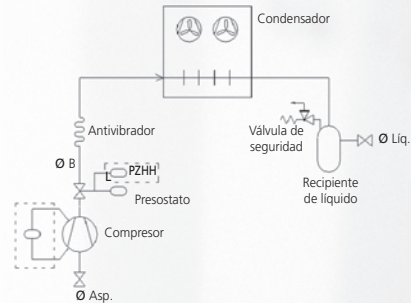 Condensador
Antivibrador
Válvula de
seguridad
Ø Líq.
Ø B
L PZHH
Recipiente
de líquido
Presostato
Compresor
Ø Asp.